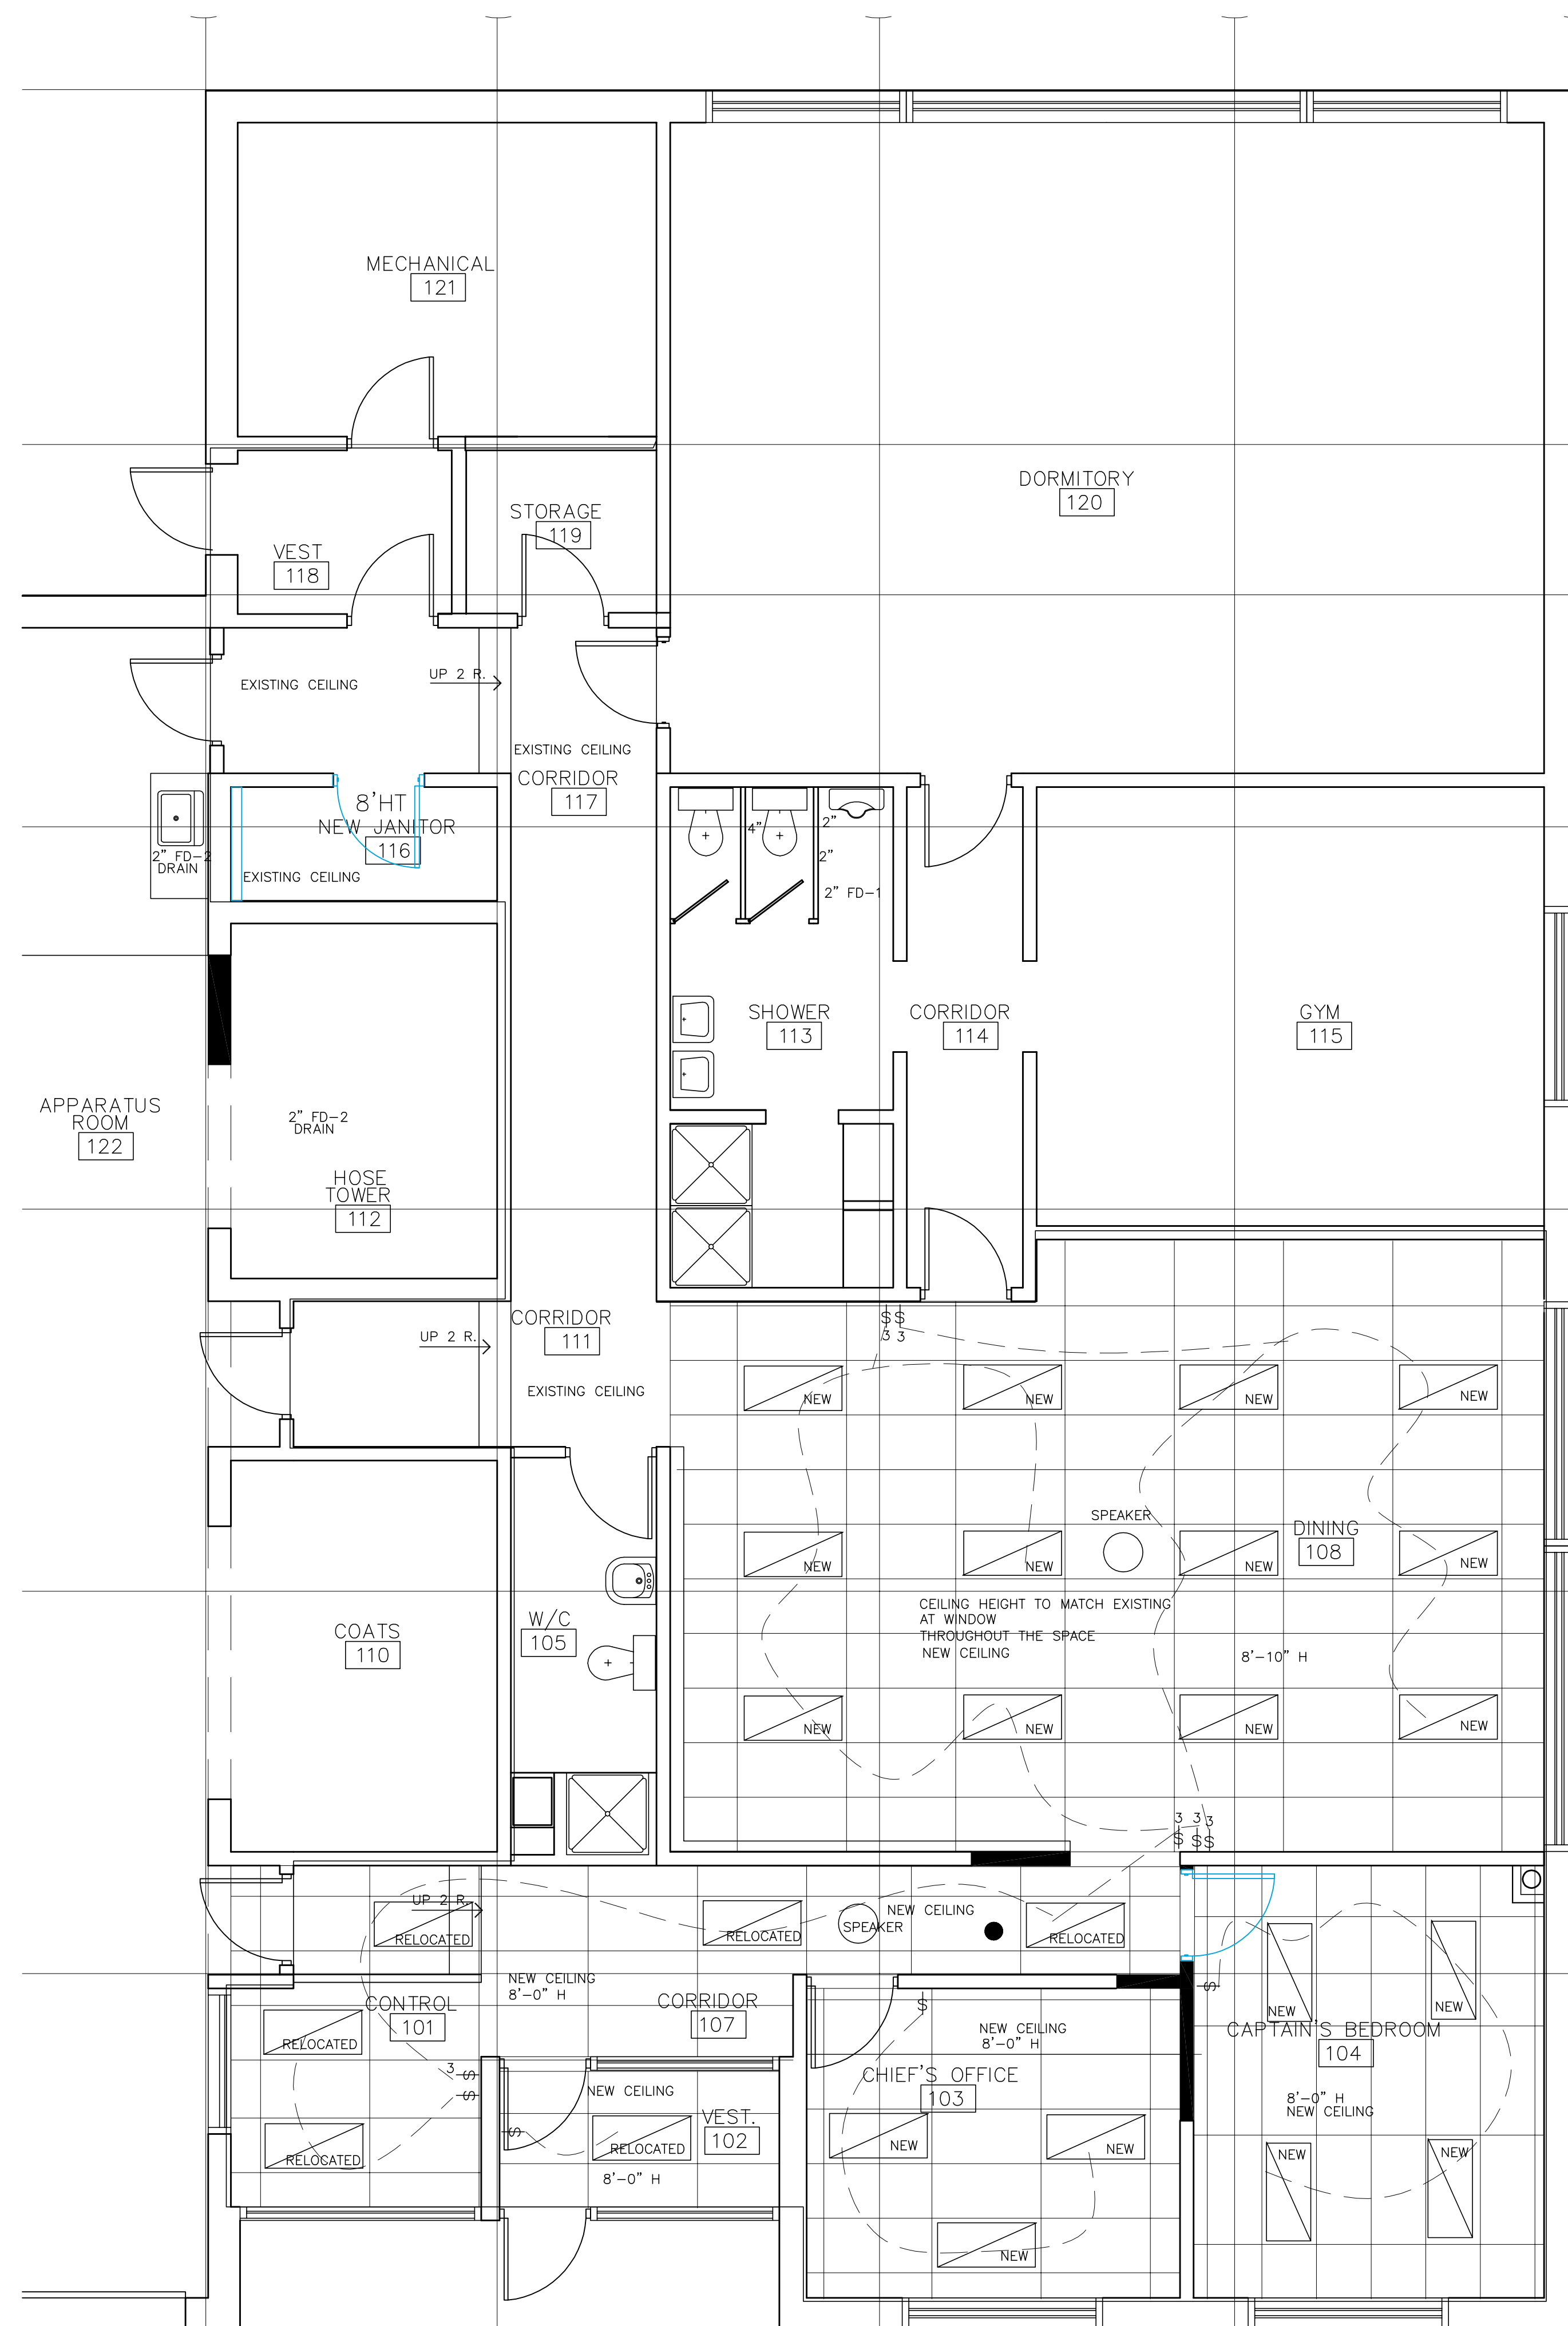 MECHANICAL
121
DORMITORY
120
STORAGE
119
VEST
118
EXISTING CEILING
UP 2 R.
EXISTING CEILING
CORRIDOR
117
8'HT
NEW JANITOR
116
EXISTING CEILING
2" FD-2
DRAIN
4"
2"
2"
2" FD-1
SHOWER
113
CORRIDOR
114
GYM
115
APPARATUS
ROOM
122
2" FD-2
DRAIN
HOSE
TOWER
112
CORRIDOR
111
UP 2 R.
EXISTING CEILING
$$
3 3
NEW
NEW
NEW
NEW
SPEAKER
DINING
108
NEW
NEW
NEW
NEW
CEILING HEIGHT TO MATCH EXISTING
AT WINDOW
THROUGHOUT THE SPACE
NEW CEILING
8'-10" H
COATS
110
W/C
105
NEW
NEW
NEW
NEW
3 3 3
$ $$
UP 2 R.
RELOCATED
RELOCATED
SPEAKER
NEW CEILING
RELOCATED
NEW CEILING
8'-0" H
CONTROL
101
CORRIDOR
107
RELOCATED
3 $
$
$
$
$
NEW CEILING
8'-0" H
CHIEF'S OFFICE
103
NEW
NEW
CAPTAIN'S BEDROOM
104
8'-0" H
NEW CEILING
NEW CEILING
VEST.
102
RELOCATED
8'-0" H
RELOCATED
NEW
NEW
NEW
NEW
NEW